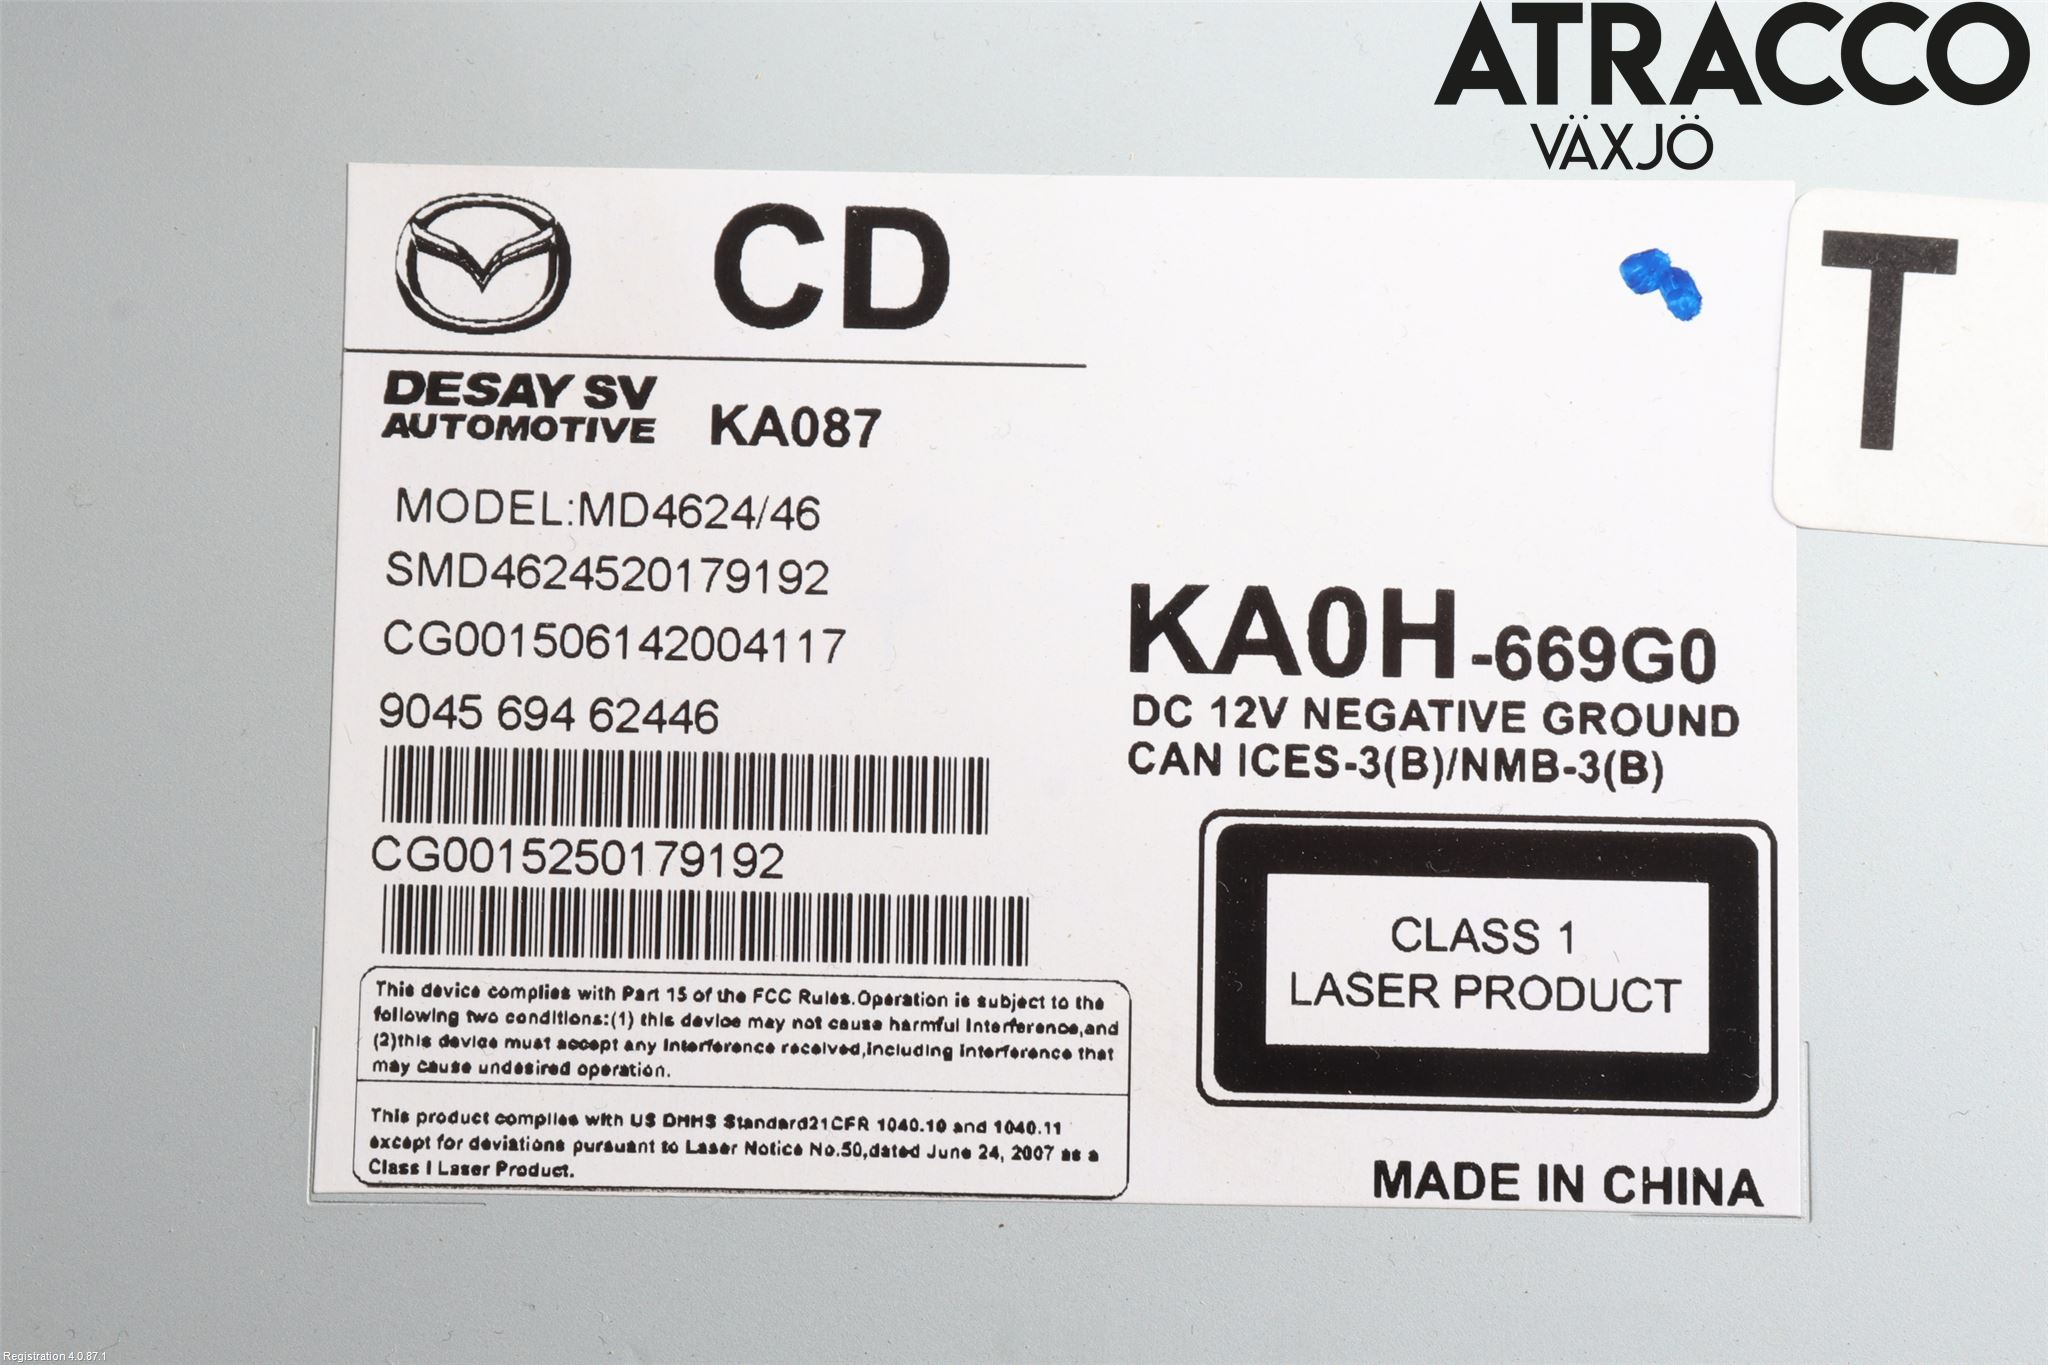 ATRACCO
VÄXJÖ
CD
T
DESAY SV
AUTOMOTIVE
KA087
MODEL:MD4624/46
SMD4624520179192
CG001506142004117
9045 694 62446
CG0015250179192
KA0H-669G0
DC 12V NEGATIVE GROUND
CAN ICES-3(B)/NMB-3(B)
CLASS 1
LASER PRODUCT
This device complies with Part 15 of the FCC Rules.Operation is subject to the
following two conditions:(1) this device may not cause harmful Interference,and
(2)this device must accept any Interference received,including interference that
may cause undesired operation.
This product complies with US DHHS Standard21CFR 1040.10 and 1040.11
except for deviations pursuant to Laser Notice No.50,dated June 24, 2007 as a
Class I Laser Product.
MADE IN CHINA
Registration 4.0.87.1